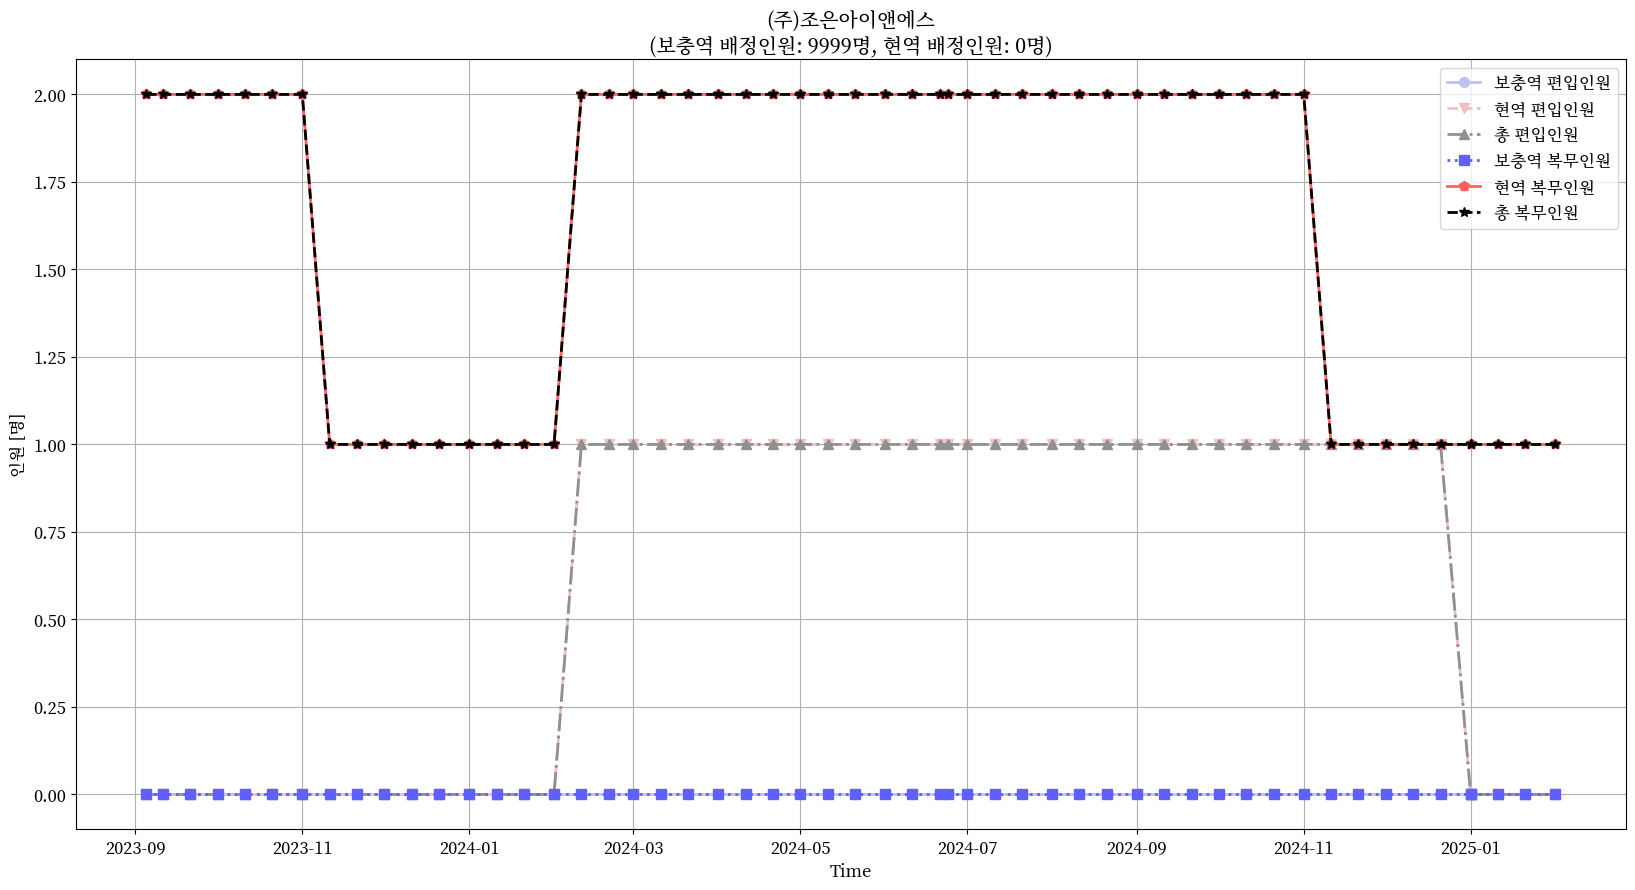 (주)조은아이앤에스
(보충역 배정인원: 9999명, 현역 배정인원: 0명)
보충역 편입인원
현역 편입인원
총 편입인원
보충역 복무인원
현역 복무인원
총 복무인원
인원 [명]
2.00
1.75
1.50
1.25
1.00
0.75
0.50
0.25
0.00
2023-09 2023-11 2024-01 2024-03 2024-05 2024-07 2024-09 2024-11 2025-01
Time